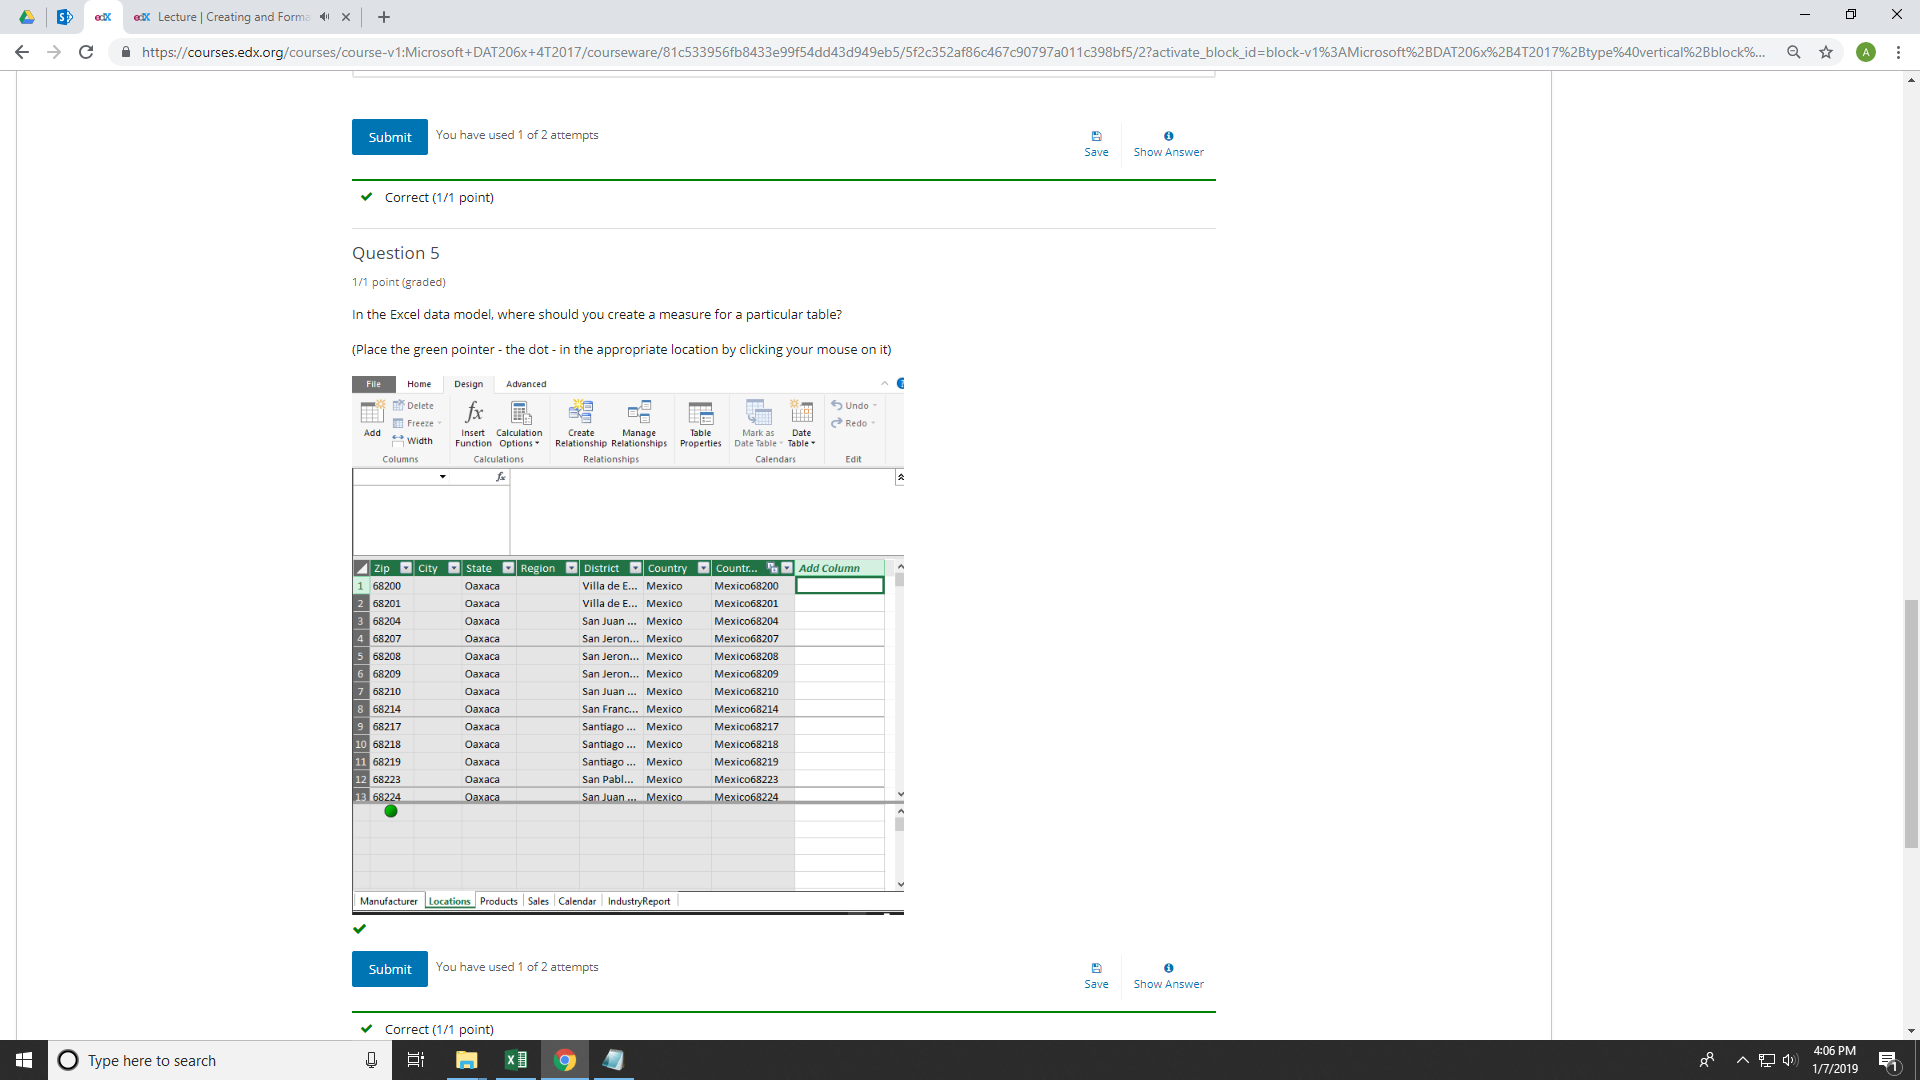 edX
S
edX Lecture | Creating and Forma
https://courses.edx.org/courses/course-v1:Microsoft+DAT206x+4T2017/courseware/81c533956fb8433e99f54dd43d949eb5/5f2c352af86c467c90797a011c398bf5/2?activate_block_id=block-v1%3AMicrosoft%2BDAT206x%2B4T2017%2Btype%40vertical%2Bblock%...
A
Submit You have used 1 of 2 attempts
Save Show Answer
Correct (1/1 point)
Question 5
1/1 point (graded)
In the Excel data model, where should you create a measure for a particular table?
(Place the green pointer - the dot - in the appropriate location by clicking your mouse on it)
File Home Design Advanced
Add Delete Freeze Width
Insert Function Calculation Options
Create Relationship Manage Relationships
Table Properties
Mark as Date Table Date Table
Undo Redo
Columns Calculations Relationships Calendars Edit
fx
Zip City State Region District Country Countr... Add Column
1 68200 Oaxaca Villa de E... Mexico Mexico68200
2 68201 Oaxaca Villa de E... Mexico Mexico68201
3 68204 Oaxaca San Juan ... Mexico Mexico68204
4 68207 Oaxaca San Jeron... Mexico Mexico68207
5 68208 Oaxaca San Jeron... Mexico Mexico68208
6 68209 Oaxaca San Jeron... Mexico Mexico68209
7 68210 Oaxaca San Juan ... Mexico Mexico68210
8 68214 Oaxaca San Franc... Mexico Mexico68214
9 68217 Oaxaca Santiago ... Mexico Mexico68217
10 68218 Oaxaca Santiago ... Mexico Mexico68218
11 68219 Oaxaca Santiago ... Mexico Mexico68219
12 68223 Oaxaca San Pabl... Mexico Mexico68223
13 68224 Oaxaca San Juan ... Mexico Mexico68224
Manufacturer Locations Products Sales Calendar IndustryReport
Submit You have used 1 of 2 attempts
Save Show Answer
Correct (1/1 point)
Type here to search
4:06 PM
1/7/2019
1